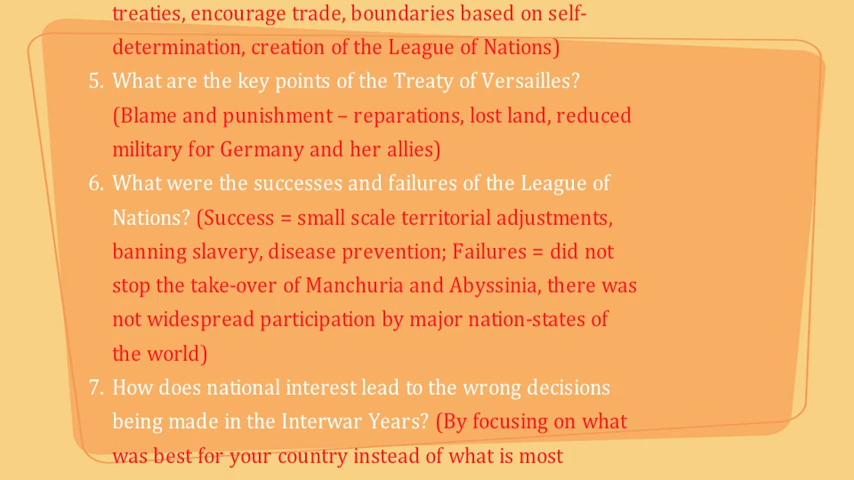 treaties, encourage trade, boundaries based on self-
determination, creation of the League of Nations)
5. What are the key points of the Treaty of Versailles?
(Blame and punishment – reparations, lost land, reduced
military for Germany and her allies)
6. What were the successes and failures of the League of
Nations? (Success = small scale territorial adjustments,
banning slavery, disease prevention; Failures = did not
stop the take-over of Manchuria and Abyssinia, there was
not widespread participation by major nation-states of
the world)
7. How does national interest lead to the wrong decisions
being made in the Interwar Years? (By focusing on what
was best for your country instead of what is most